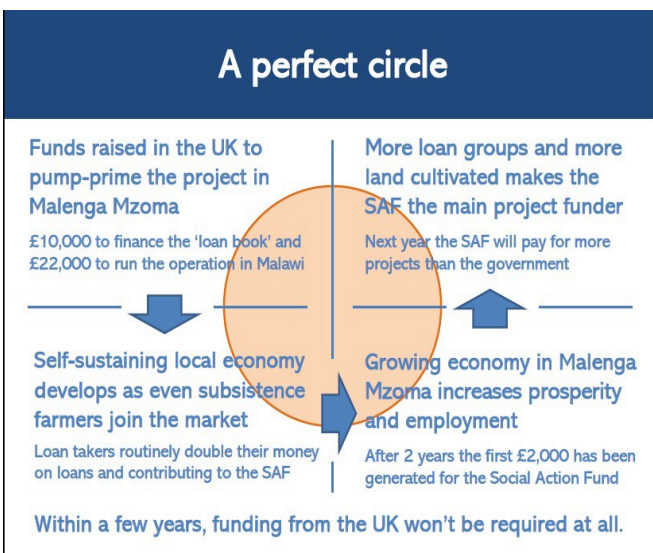 A perfect circle
Funds raised in the UK to
pump-prime the project in
Malenga Mzoma
£10,000 to finance the ‘loan book’ and
£22,000 to run the operation in Malawi
More loan groups and more
land cultivated makes the
SAF the main project funder
Next year the SAF will pay for more
projects than the government
Self-sustaining local economy
develops as even subsistence
farmers join the market
Loan takers routinely double their money
on loans and contributing to the SAF
Growing economy in Malenga
Mzoma increases prosperity
and employment
After 2 years the first £2,000 has been
generated for the Social Action Fund
Within a few years, funding from the UK won’t be required at all.